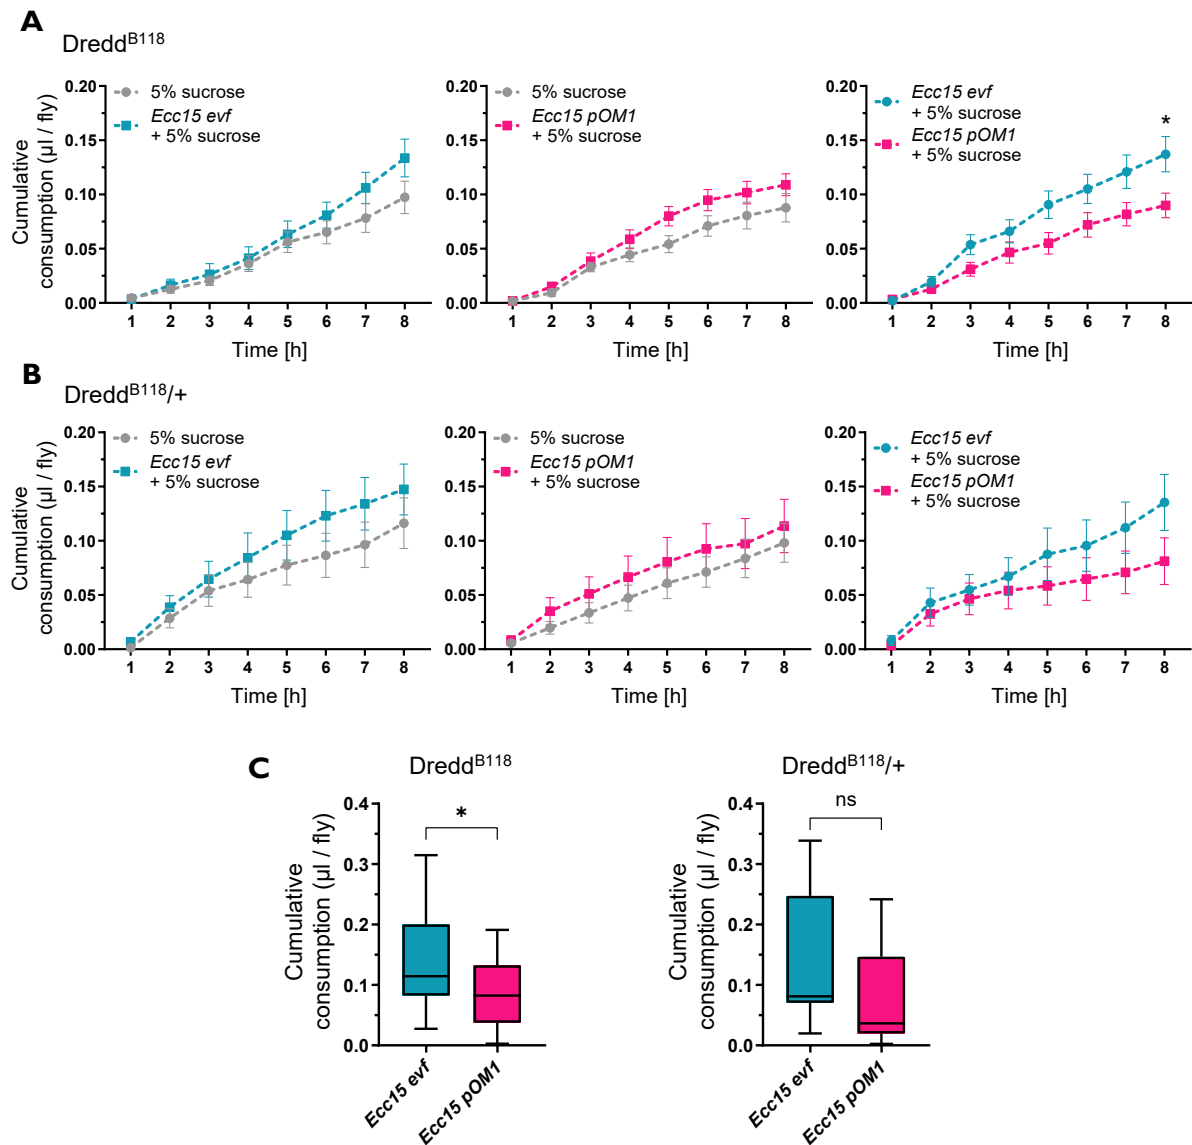 A
Dredd^B118
Cumulative
consumption (µl / fly)
0.20
0.15
0.10
0.05
0.00
5% sucrose
Ecc15 evf
+ 5% sucrose
1 2 3 4 5 6 7 8
Time [h]
0.20
0.15
0.10
0.05
0.00
5% sucrose
Ecc15 pOM1
+ 5% sucrose
1 2 3 4 5 6 7 8
Time [h]
0.20
0.15
0.10
0.05
0.00
Ecc15 evf
+ 5% sucrose
Ecc15 pOM1
+ 5% sucrose
*
1 2 3 4 5 6 7 8
Time [h]
B
Dredd^B118/+
Cumulative
consumption (µl / fly)
0.20
0.15
0.10
0.05
0.00
5% sucrose
Ecc15 evf
+ 5% sucrose
1 2 3 4 5 6 7 8
Time [h]
0.20
0.15
0.10
0.05
0.00
5% sucrose
Ecc15 pOM1
+ 5% sucrose
1 2 3 4 5 6 7 8
Time [h]
0.20
0.15
0.10
0.05
0.00
Ecc15 evf
+ 5% sucrose
Ecc15 pOM1
+ 5% sucrose
1 2 3 4 5 6 7 8
Time [h]
C
Dredd^B118
Cumulative
consumption (µl / fly)
0.4
0.3
0.2
0.1
0.0
*
Ecc15 evf
Ecc15 pOM1
Dredd^B118/+
Cumulative
consumption (µl / fly)
0.4
0.3
0.2
0.1
0.0
ns
Ecc15 evf
Ecc15 pOM1